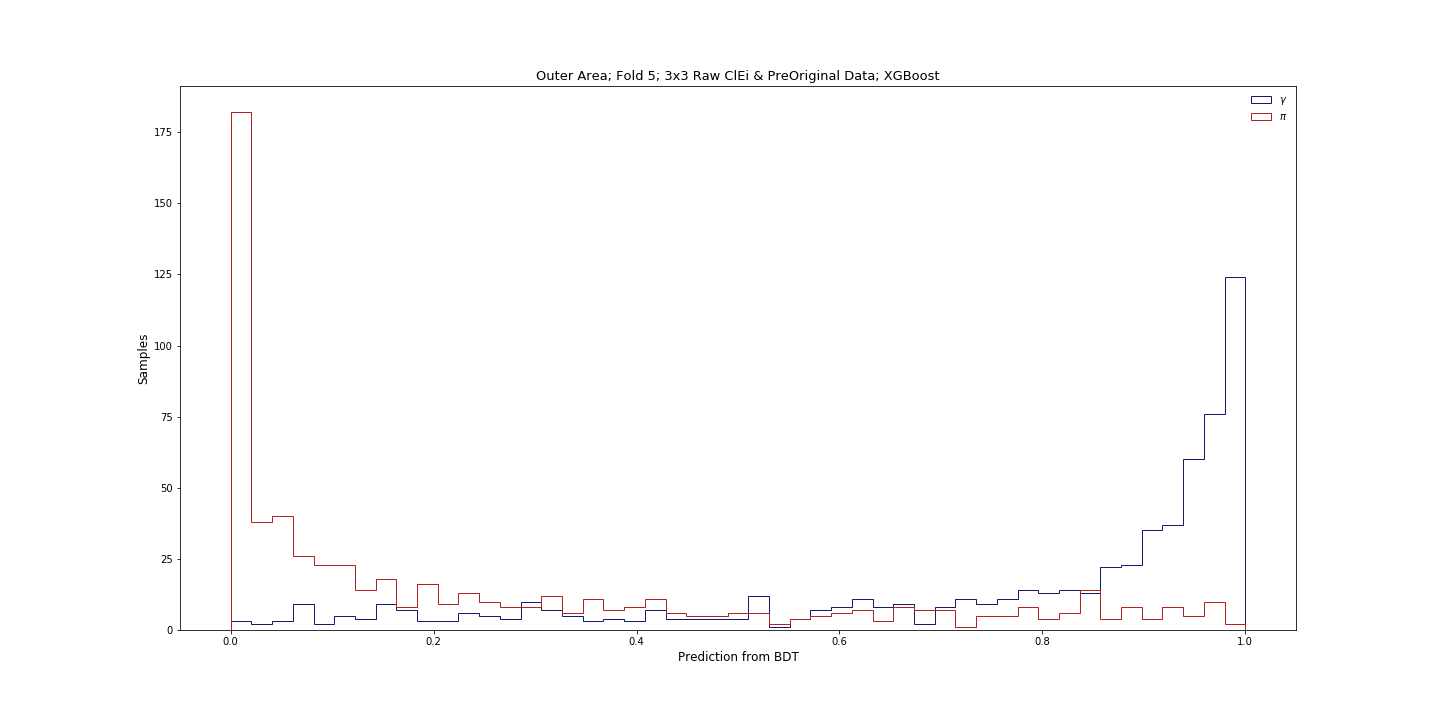 Outer Area; Fold 5; 3x3 Raw ClEi & PreOriginal Data; XGBoost
γ
π
175
150
125
100
75
50
25
0
Samples
0.0 0.2 0.4 0.6 0.8 1.0
Prediction from BDT